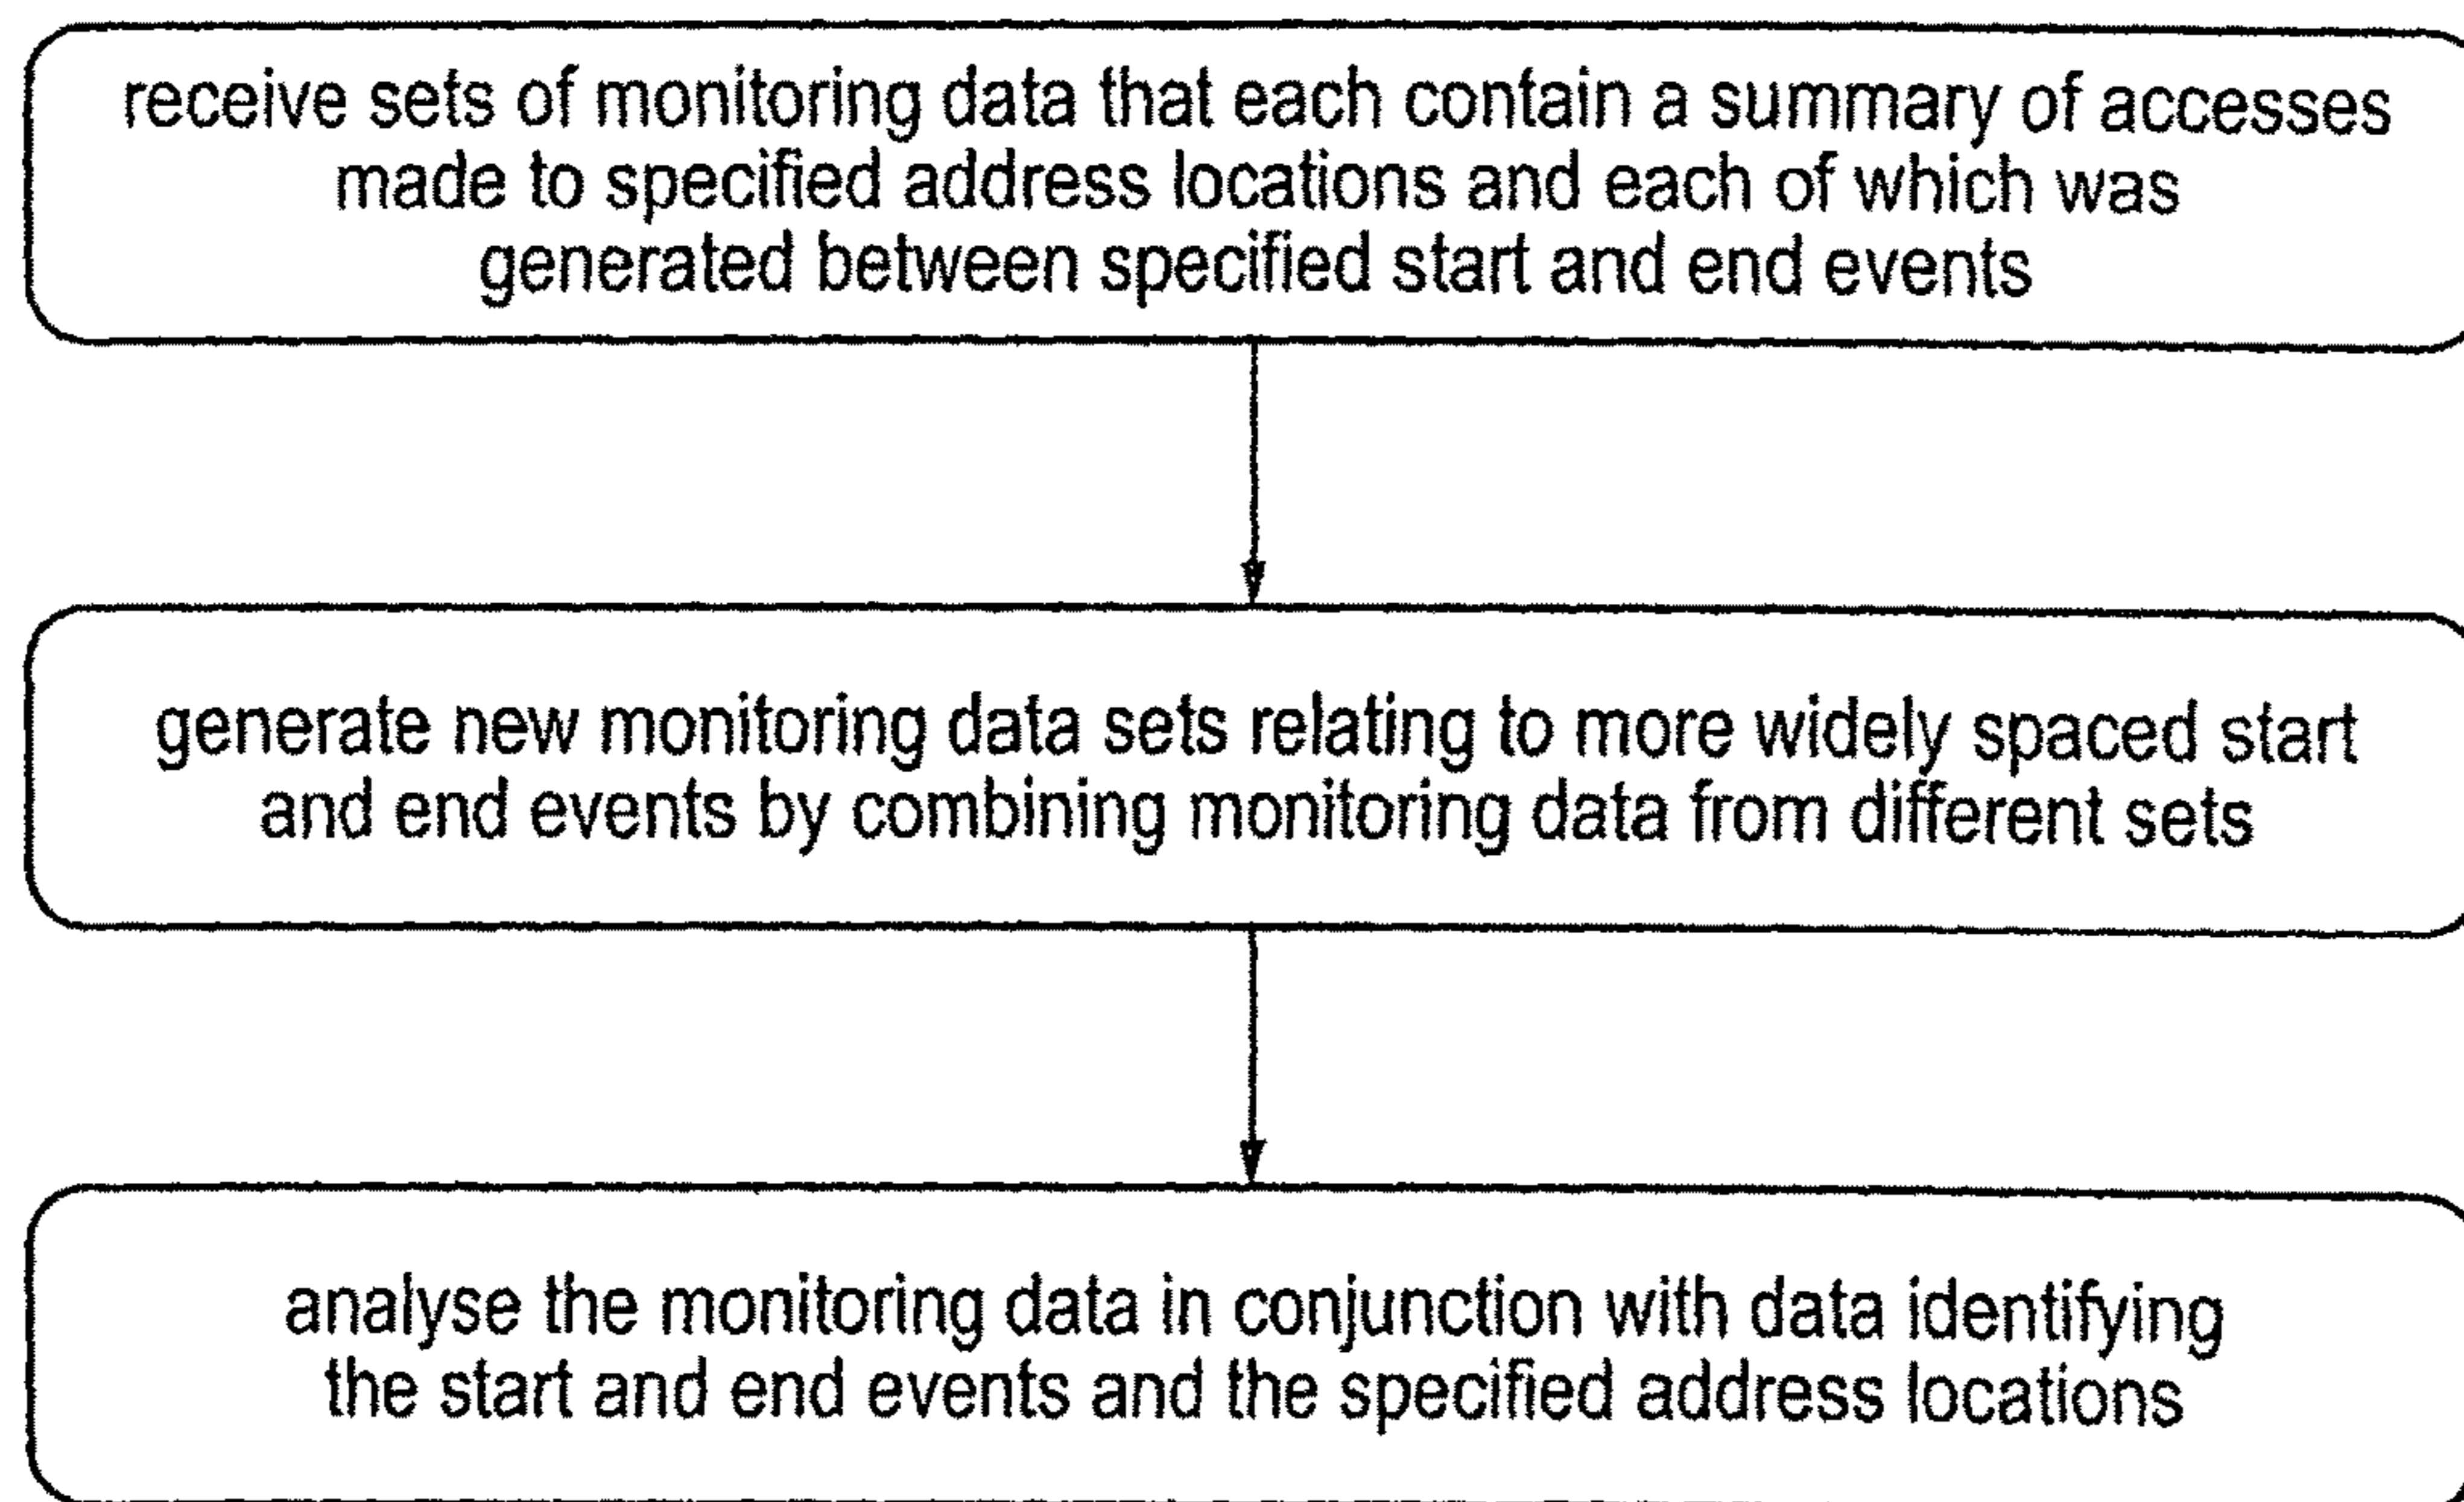 receive sets of monitoring data that each contain a summary of accesses
made to specified address locations and each of which was
generated between specified start and end events
generate new monitoring data sets relating to more widely spaced start
and end events by combining monitoring data from different sets
analyse the monitoring data in conjunction with data identifying
the start and end events and the specified address locations